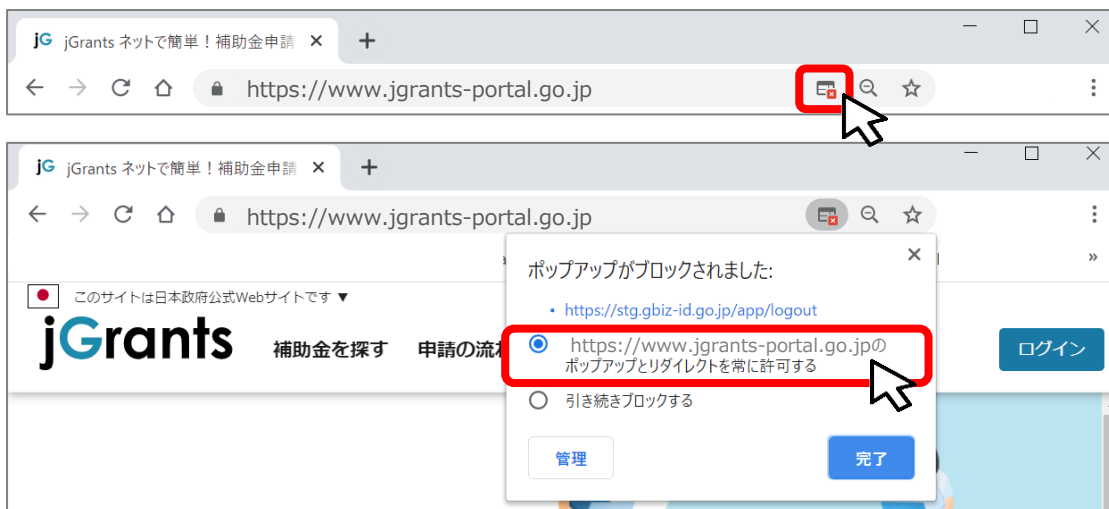 jG jGrants ネットで簡単！補助金申請
https://www.jgrants-portal.go.jp
jG jGrants ネットで簡単！補助金申請
https://www.jgrants-portal.go.jp
ポップアップがブロックされました:
• https://stg.gbiz-id.go.jp/app/logout
https://www.jgrants-portal.go.jpの
ポップアップとリダイレクトを常に許可する
引き続きブロックする
管理 完了
このサイトは日本政府公式Webサイトです ▼
jGrants 補助金を探す 申請の流れ ログイン